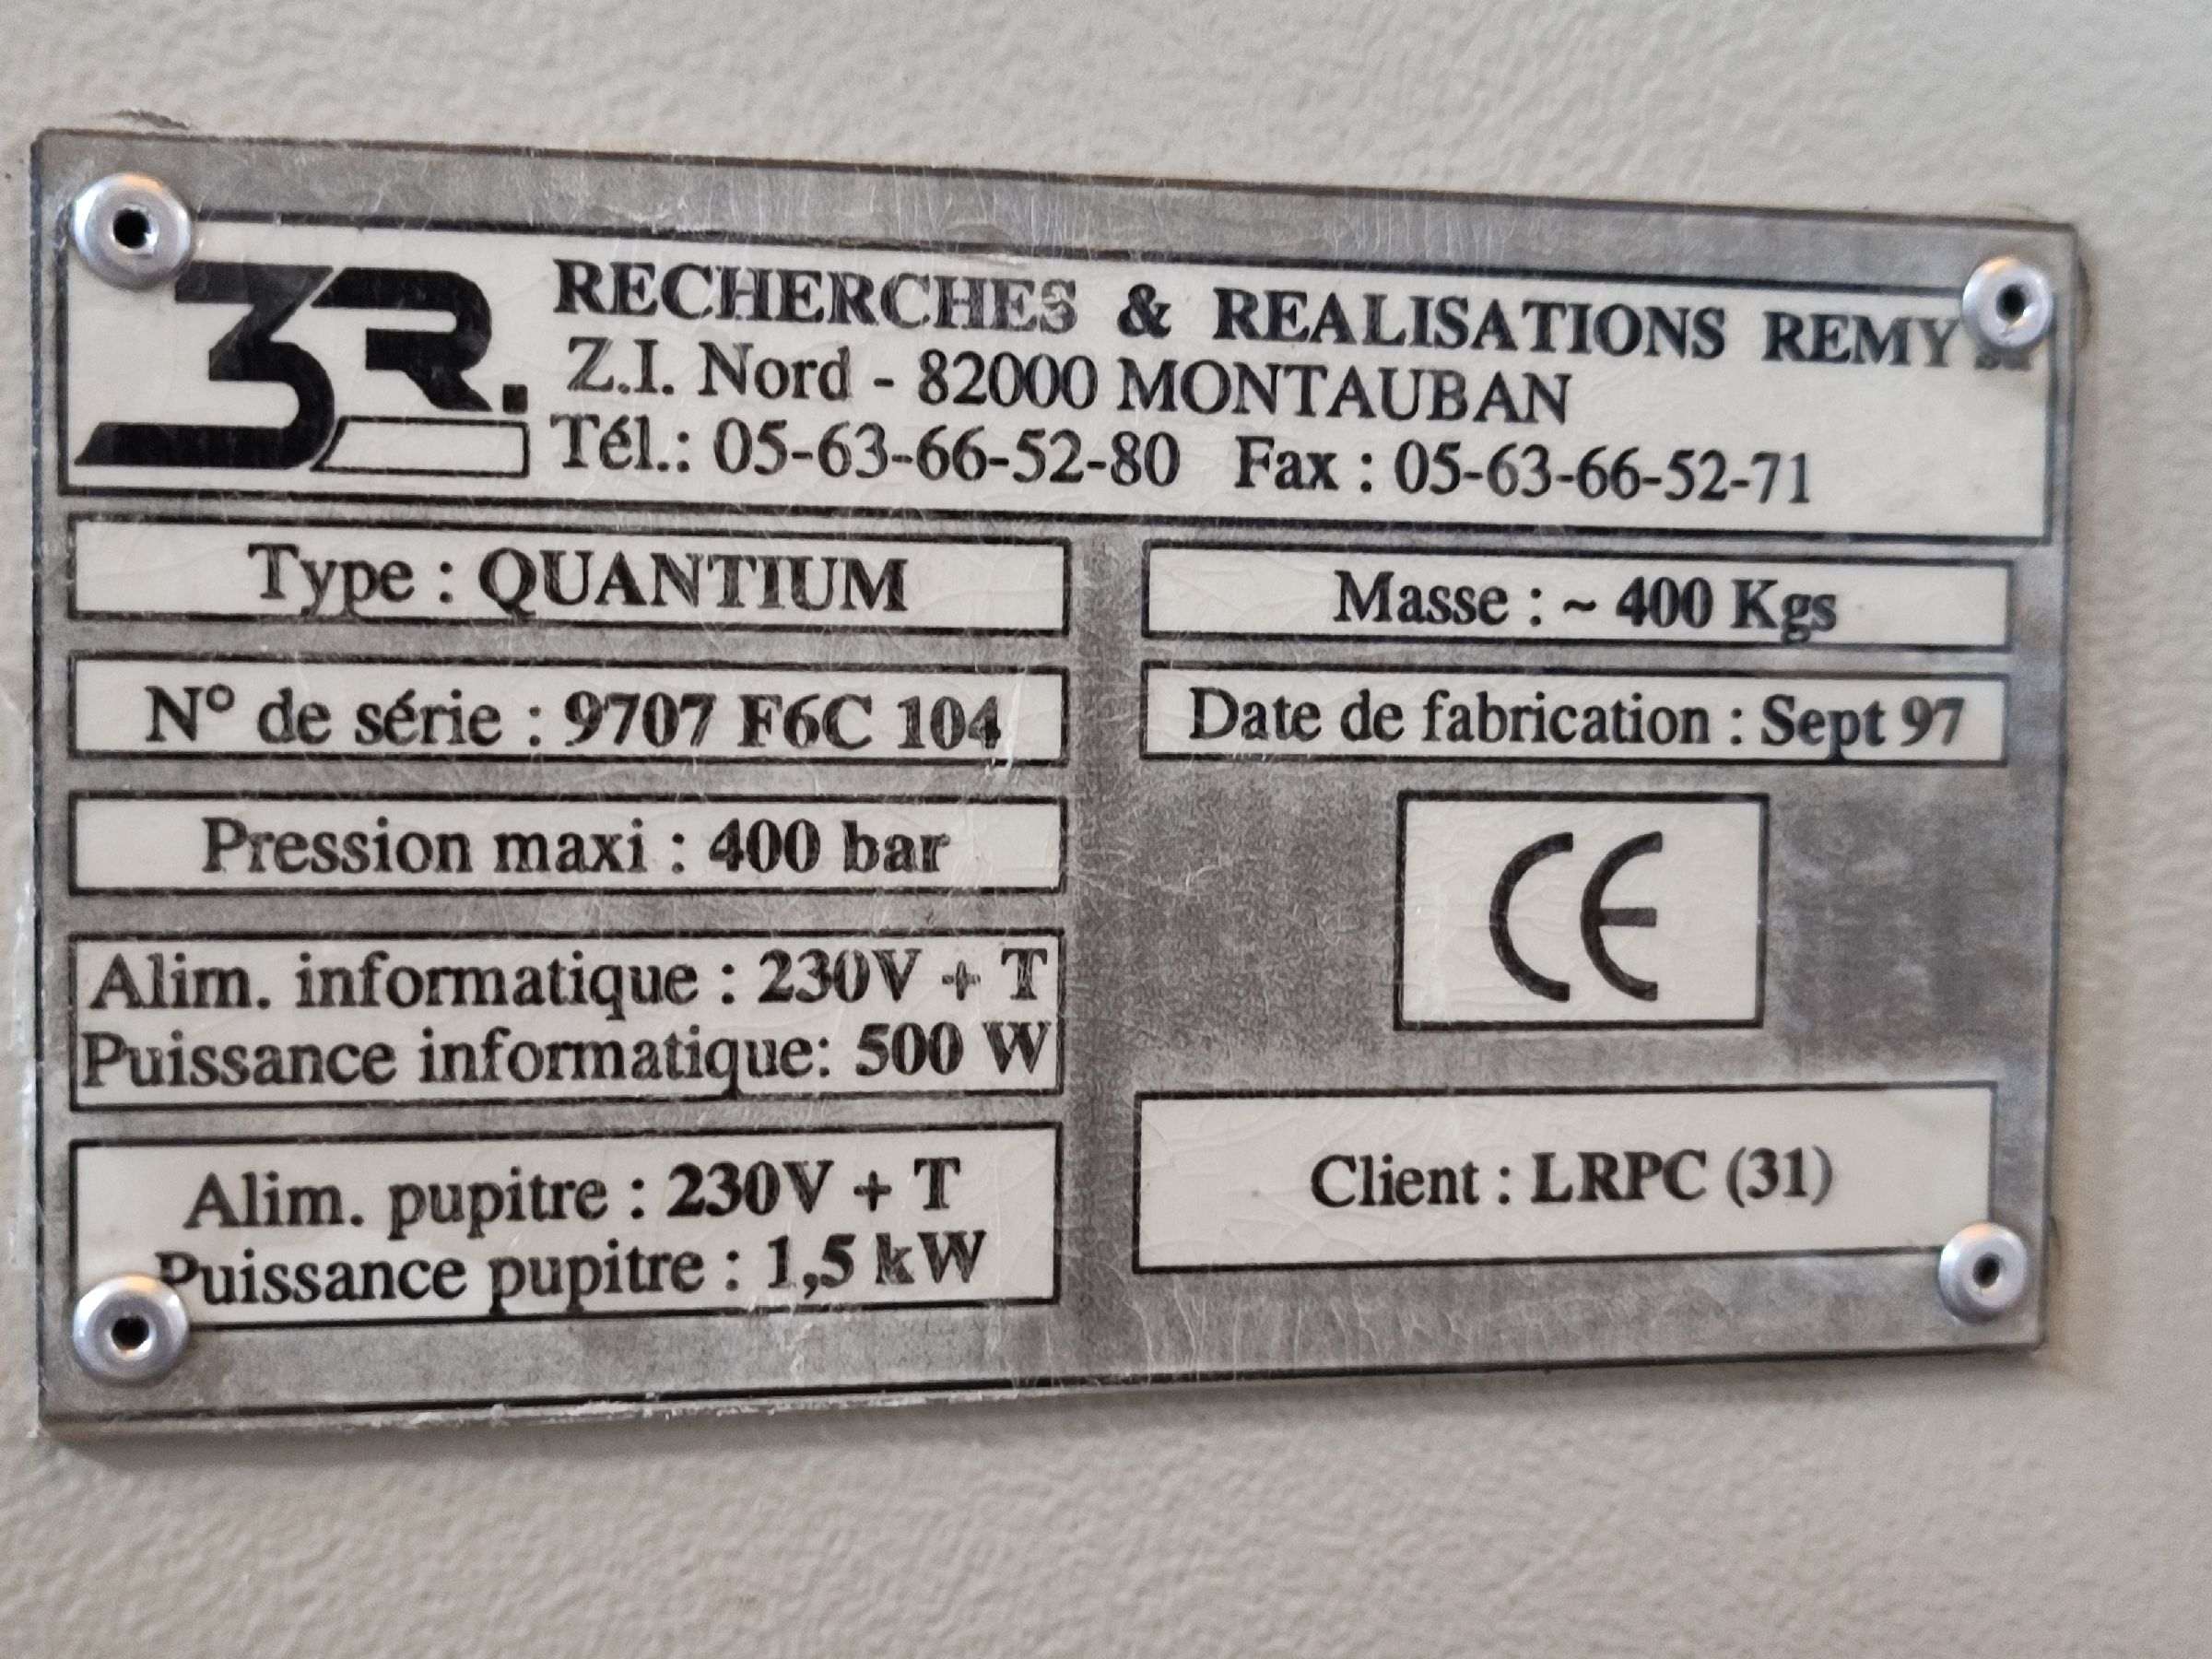 3R.
RECHERCHES & REALISATIONS REMY
Z.I. Nord - 82000 MONTAUBAN
Tél.: 05-63-66-52-80 Fax : 05-63-66-52-71
Type : QUANTIUM
Masse : ~ 400 Kgs
N° de série : 9707 F6C 104
Date de fabrication : Sept 97
Pression maxi : 400 bar
CE
Alim. informatique : 230V + T
Puissance informatique: 500 W
Alim. pupitre : 230V + T
Puissance pupitre : 1,5 kW
Client : LRPC (31)